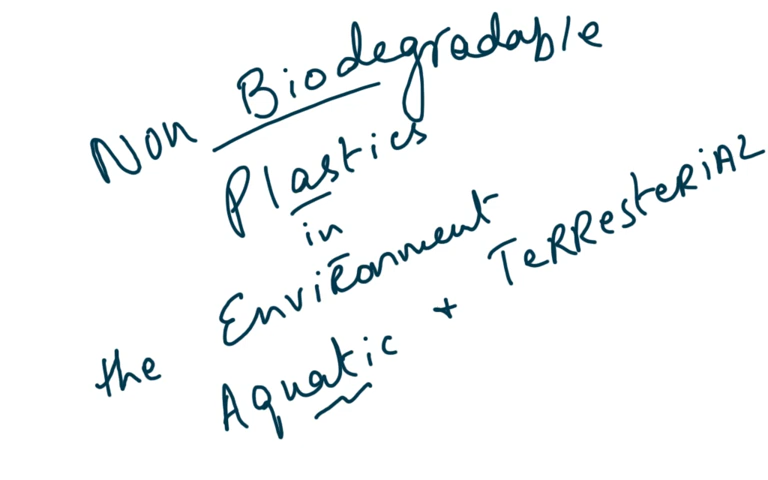 Non Biodegradable
Plastics
in
the Environment
Aquatic + TeRResteRiAL